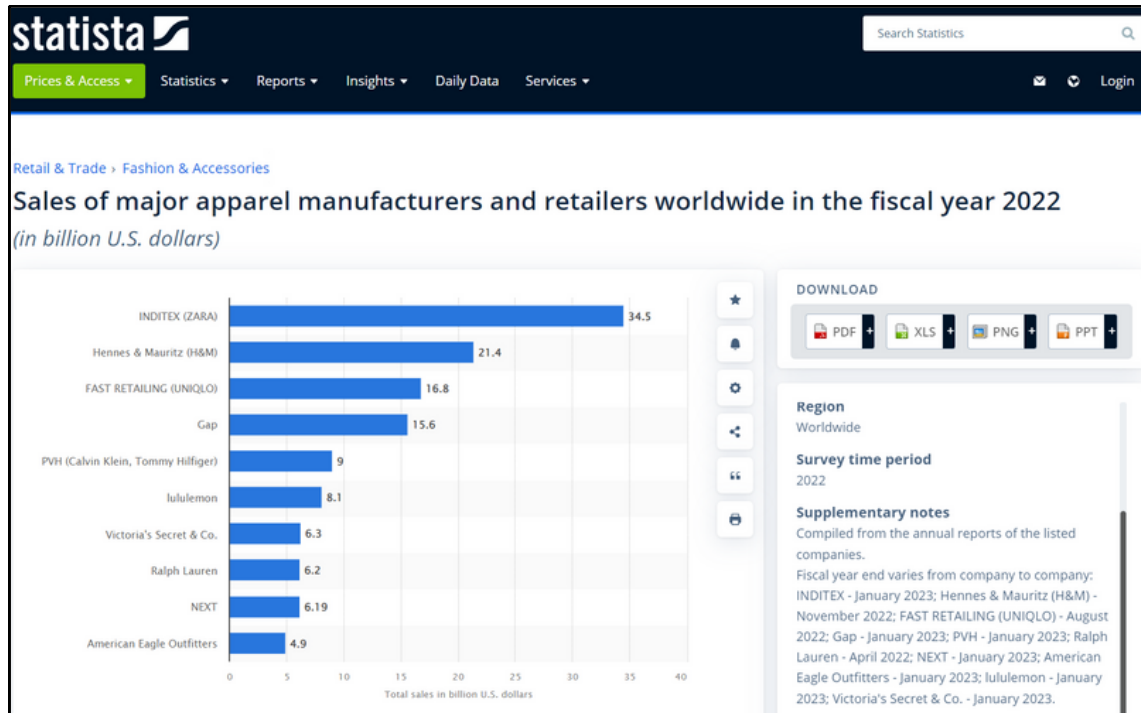 statista
Search Statistics
Prices & Access Statistics Reports Insights Daily Data Services Login
Retail & Trade › Fashion & Accessories
Sales of major apparel manufacturers and retailers worldwide in the fiscal year 2022
(in billion U.S. dollars)
INDITEX (ZARA) 34.5
Hennes & Mauritz (H&M) 21.4
FAST RETAILING (UNIQLO) 16.8
Gap 15.6
PVH (Calvin Klein, Tommy Hilfiger) 9
lululemon 8.1
Victoria's Secret & Co. 6.3
Ralph Lauren 6.2
NEXT 6.19
American Eagle Outfitters 4.9
0 5 10 15 20 25 30 35 40
Total sales in billion U.S. dollars
DOWNLOAD
PDF + XLS + PNG + PPT +
Region
Worldwide
Survey time period
2022
Supplementary notes
Compiled from the annual reports of the listed
companies.
Fiscal year end varies from company to company:
INDITEX - January 2023; Hennes & Mauritz (H&M) -
November 2022; FAST RETAILING (UNIQLO) - August
2022; Gap - January 2023; PVH - January 2023; Ralph
Lauren - April 2022; NEXT - January 2023; American
Eagle Outfitters - January 2023; lululemon - January
2023; Victoria's Secret & Co. - January 2023.